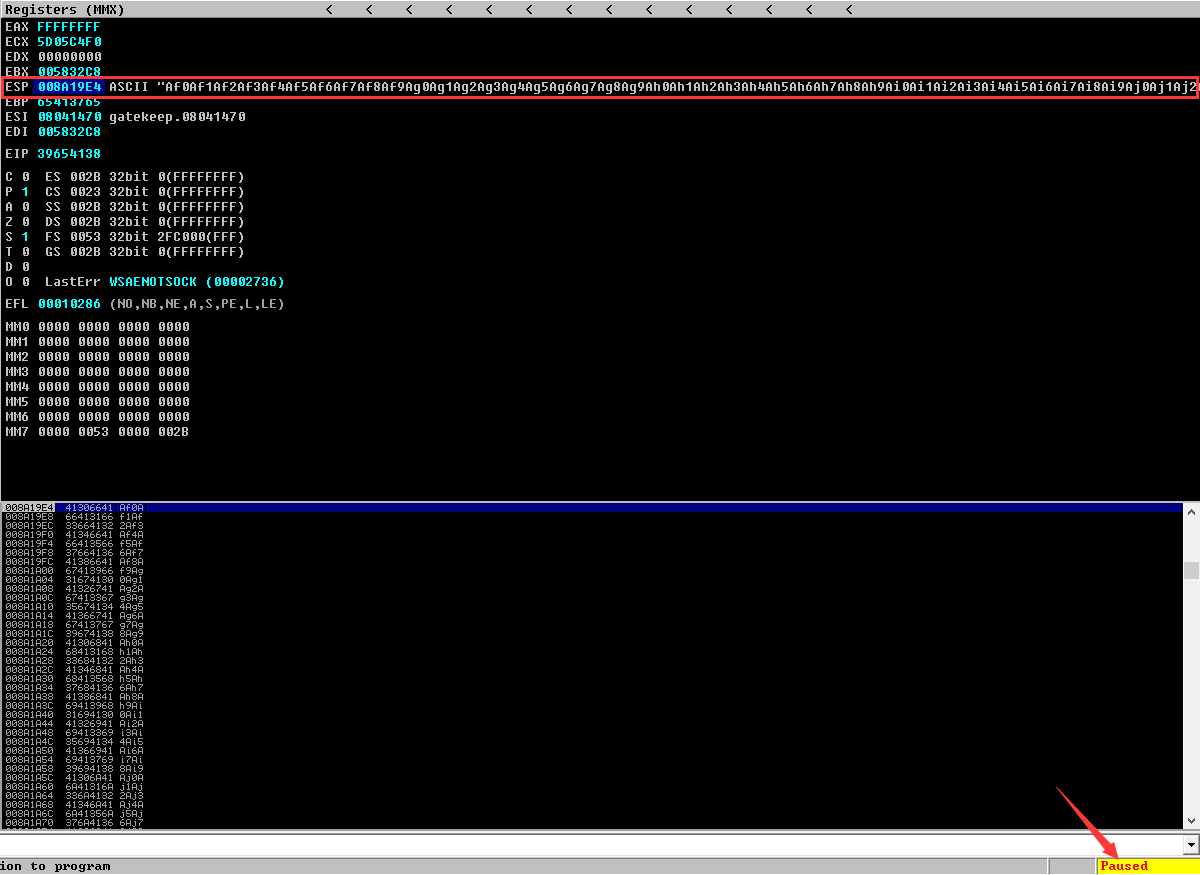 Registers (MMX) < < < < < < < < < < < < < <
EAX FFFFFFFF
ECX 5D05C4F0
EDX 00000000
EBX 005832C8
ESP 008A19E4 ASCII "Af0Af1Af2Af3Af4Af5Af6Af7Af8Af9Ag0Ag1Ag2Ag3Ag4Ag5Ag6Ag7Ag8Ag9Ah0Ah1Ah2Ah3Ah4Ah5Ah6Ah7Ah8Ah9Ai0Ai1Ai2Ai3Ai4Ai5Ai6Ai7Ai8Ai9Aj0Aj1Aj2
EBP 65413765
ESI 08041470 gatekeep.08041470
EDI 005832C8
EIP 39654138
C 0 ES 002B 32bit 0(FFFFFFFF)
P 1 CS 0023 32bit 0(FFFFFFFF)
A 0 SS 002B 32bit 0(FFFFFFFF)
Z 0 DS 002B 32bit 0(FFFFFFFF)
S 1 FS 0053 32bit 2FC000(FFF)
T 0 GS 002B 32bit 0(FFFFFFFF)
D 0
O 0 LastErr WSAENOTSOCK (00002736)
EFL 00010286 (NO,NB,NE,A,S,PE,L,LE)
MM0 0000 0000 0000 0000
MM1 0000 0000 0000 0000
MM2 0000 0000 0000 0000
MM3 0000 0000 0000 0000
MM4 0000 0000 0000 0000
MM5 0000 0000 0000 0000
MM6 0000 0000 0000 0000
MM7 0000 0053 0000 002B
008A19E4 41306641 Af0A
008A19E8 66413166 f1Af
008A19EC 33664132 2Af3
008A19F0 41346641 Af4A
008A19F4 66413566 f5Af
008A19F8 37664136 6Af7
008A19FC 41386641 Af8A
008A1A00 67413966 f9Ag
008A1A04 31674130 0Ag1
008A1A08 41326741 Ag2A
008A1A0C 67413367 g3Ag
008A1A10 35674134 4Ag5
008A1A14 41366741 Ag6A
008A1A18 67413767 g7Ag
008A1A1C 39674138 8Ag9
008A1A20 41306841 Ah0A
008A1A24 68413168 h1Ah
008A1A28 33684132 2Ah3
008A1A2C 41346841 Ah4A
008A1A30 68413568 h5Ah
008A1A34 37684136 6Ah7
008A1A38 41386841 Ah8A
008A1A3C 69413968 h9Ai
008A1A40 31694130 0Ai1
008A1A44 41326941 Ai2A
008A1A48 69413369 i3Ai
008A1A4C 35694134 4Ai5
008A1A50 41366941 Ai6A
008A1A54 69413769 i7Ai
008A1A58 39694138 8Ai9
008A1A5C 41306A41 Aj0A
008A1A60 6A41316A j1Aj
008A1A64 336A4132 2Aj3
008A1A68 41346A41 Aj4A
008A1A6C 6A41356A j5Aj
008A1A70 376A4136 6Aj7
ion to program
Paused